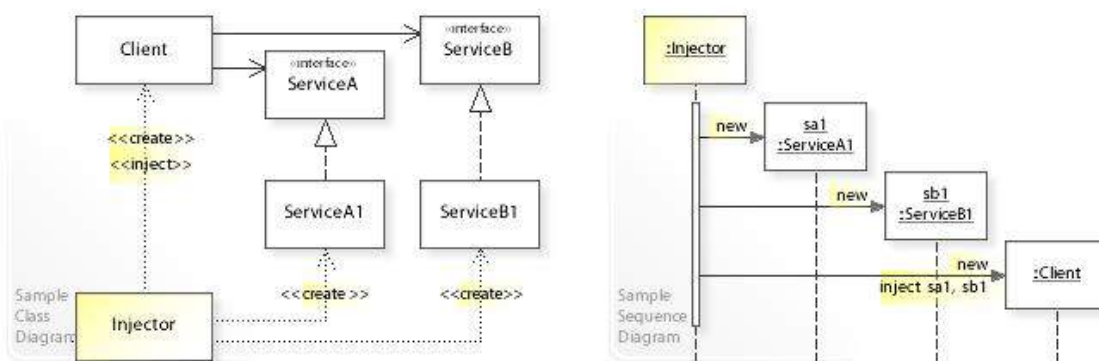 Client
«interface»
ServiceB
«interface»
ServiceA
<<create>>
<<inject>>
ServiceA1
ServiceB1
<<create >>
<<create>>
Injector
Sample
Class
Diagram
:Injector
new
sa1
:ServiceA1
new
sb1
:ServiceB1
new
inject sa1, sb1
:Client
Sample
Sequence
Diagram